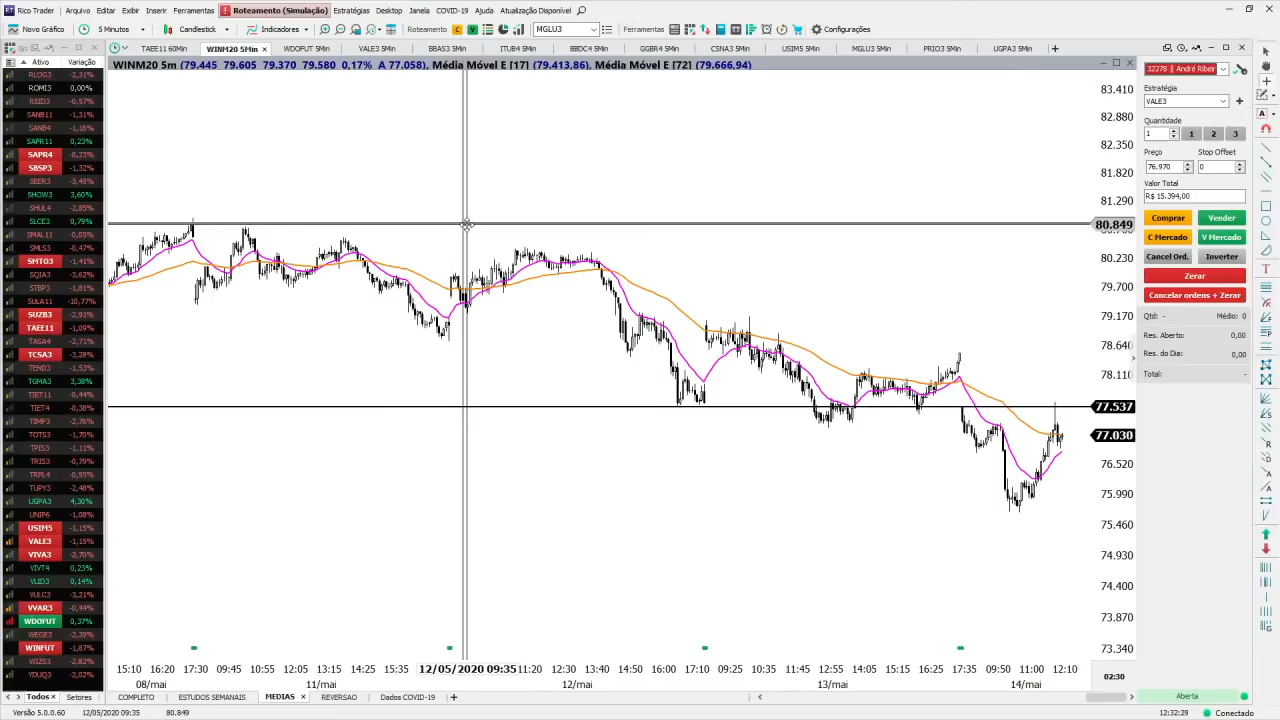 Rico Trader Arquivo Editar Exibir Inserir Ferramentas Roteamento (Simulação) Estratégias Desktop Janela COVID-19 Ajuda Atualização Disponível
Novo Gráfico 5 Minutos Candlestick Indicadores Roteamento C V MGLU3 Ferramentas Configurações
TAEE11 60Min WINM20 5Min WDOFUT 5Min VALE3 5Min BBAS3 5Min ITUB4 5Min BBDC4 5Min GGBR4 5Min CSNA3 5Min USIM5 5Min MGLU3 5Min PRIO3 5Min UGPA3 5Min
Ativo Variação
RLOG3 -2,31%
ROMI3 0,00%
RSID3 -0,57%
SANB11 -1,31%
SANB4 -1,16%
SAPR11 0,23%
SAPR4 -0,33%
SBSP3 -1,32%
SEER3 -3,45%
SHOW3 3,60%
SHUL4 -2,85%
SLCE3 0,79%
SMAL11 -0,05%
SMLS3 -0,47%
SMTO3 -1,41%
SQIA3 -3,62%
STBP3 -1,81%
SULA11 -10,77%
SUZB3 -2,93%
TAEE11 -1,09%
TASA4 -2,71%
TCSA3 -3,28%
TEND3 -1,53%
TGMA3 3,38%
TIET11 -0,44%
TIET4 -0,38%
TIMP3 -2,76%
TOTS3 -1,70%
TPIS3 -1,11%
TRIS3 -0,79%
TRPL4 -0,95%
TUPY3 -2,48%
UGPA3 4,30%
UNIP6 -1,08%
USIM5 -1,15%
VALE3 -1,15%
VIVA3 -2,70%
VIVT4 0,23%
VLID3 0,14%
VULC3 -3,21%
VVAR3 -0,44%
WDOFUT 0,37%
WEGE3 -2,39%
WINFUT -1,87%
WIZS3 -2,82%
YDUQ3 -2,02%
WINM20 5m (79.445 79.605 79.370 79.580 0.17% A 77.058), Média Móvel E [17] (79.413,86), Média Móvel E [72] (79.666,94)
83.410
82.880
82.350
81.820
81.290
80.849
80.230
79.700
79.170
78.640
78.110
77.537
77.030
76.520
75.990
75.460
74.930
74.400
73.870
73.340
15:10 16:20 17:30 09:45 10:55 12:05 13:15 14:25 15:35 12/05/2020 09:35 11:20 12:30 13:40 14:50 16:00 17:10 09:25 10:35 11:45 12:55 14:05 15:15 16:25 17:35 09:50 11:00 12:10
08/mai 11/mai 12/mai 13/mai 14/mai
02:30
32278 | André Ribeir
Estratégia
VALE3
Quantidade
1 1 2 3
Preço Stop Offset
76.970 0
Valor Total
R$ 15.394,00
Comprar Vender
C Mercado V Mercado
Cancel Ord. Inverter
Zerar
Cancelar ordens + Zerar
Qtd: - Médio: 0
Res. Aberto: 0,00
Res. do Dia: 0,00
Total: -
Todos Setores COMPLETO ESTUDOS SEMANAIS MEDIAS REVERSAO Dados COVID-19
Aberta
Versão 5.0.0.60 12/05/2020 09:35 80.849 12:32:29 Conectado